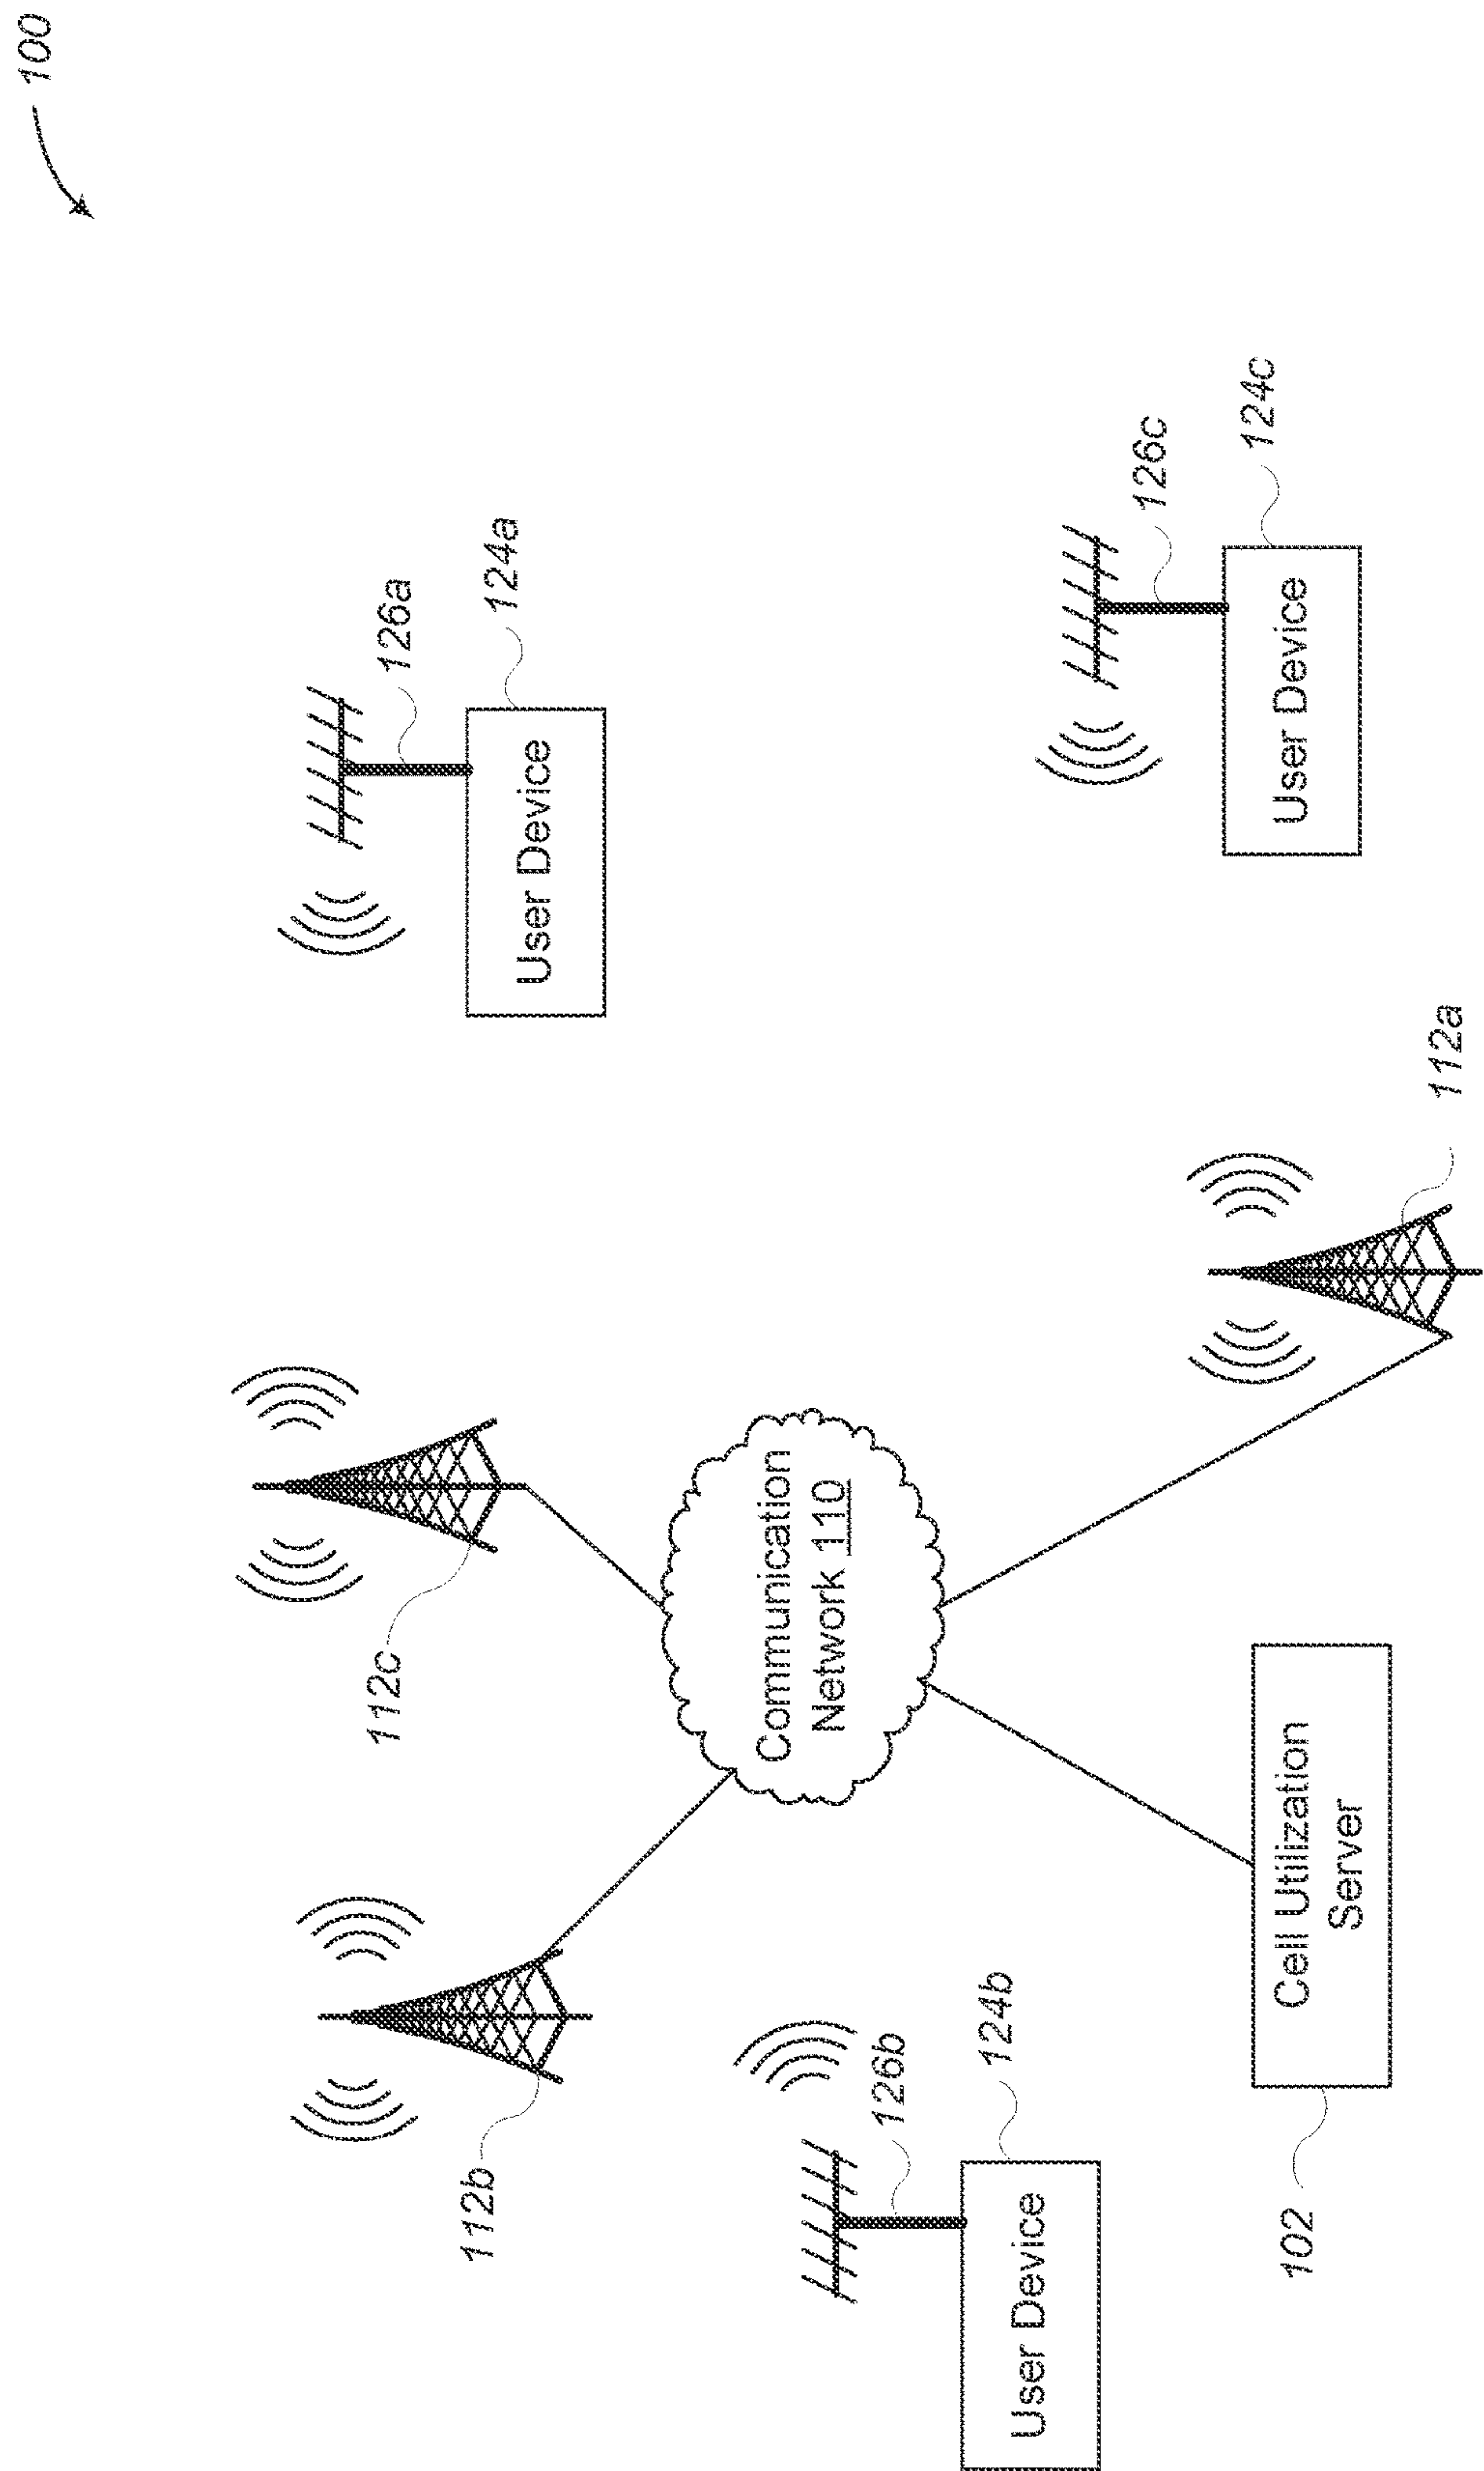 100
112c
126a
112b
124a
User Device
Communication
Network 110
126b
124b
User Device
126c
124c
User Device
Cell Utilization
Server
102
112a